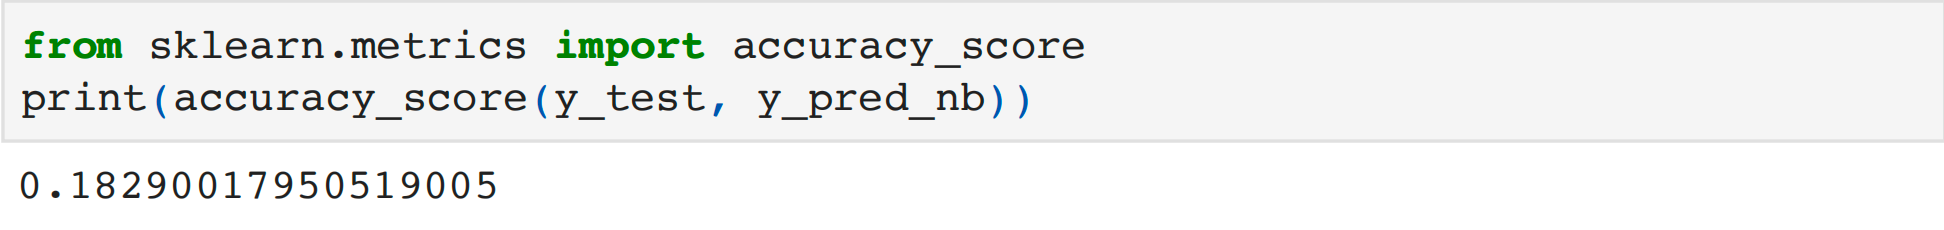 from sklearn.metrics import accuracy_score
print(accuracy_score(y_test, y_pred_nb))
0.18290017950519005